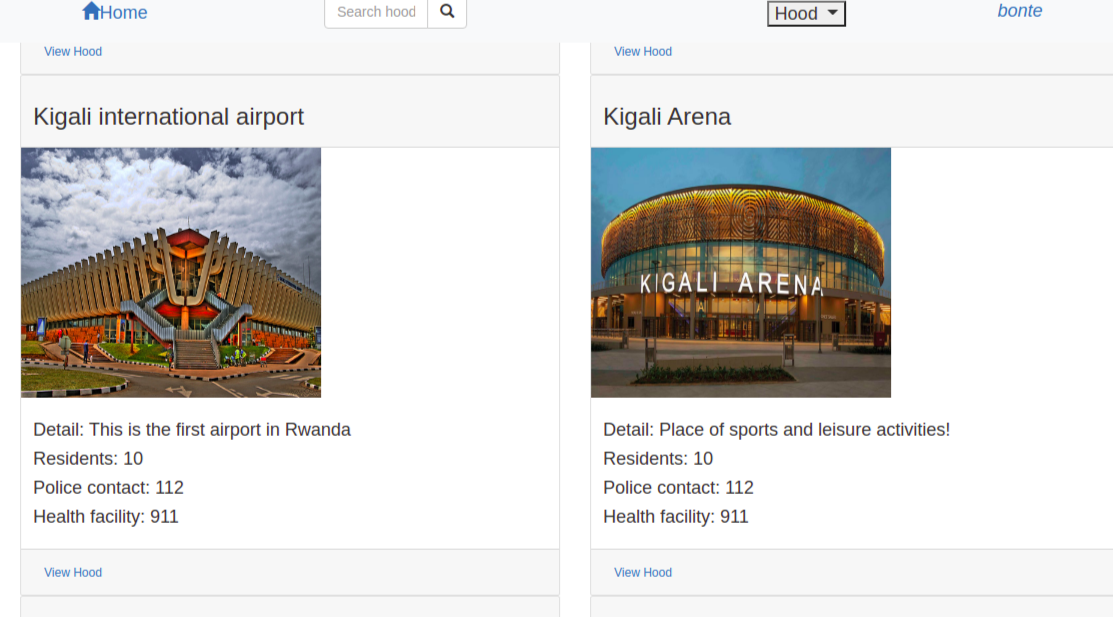 Home
Search hood
Hood
bonte
View Hood
View Hood
Kigali international airport
Detail: This is the first airport in Rwanda
Residents: 10
Police contact: 112
Health facility: 911
View Hood
Kigali Arena
KIGALI ARENA
Detail: Place of sports and leisure activities!
Residents: 10
Police contact: 112
Health facility: 911
View Hood